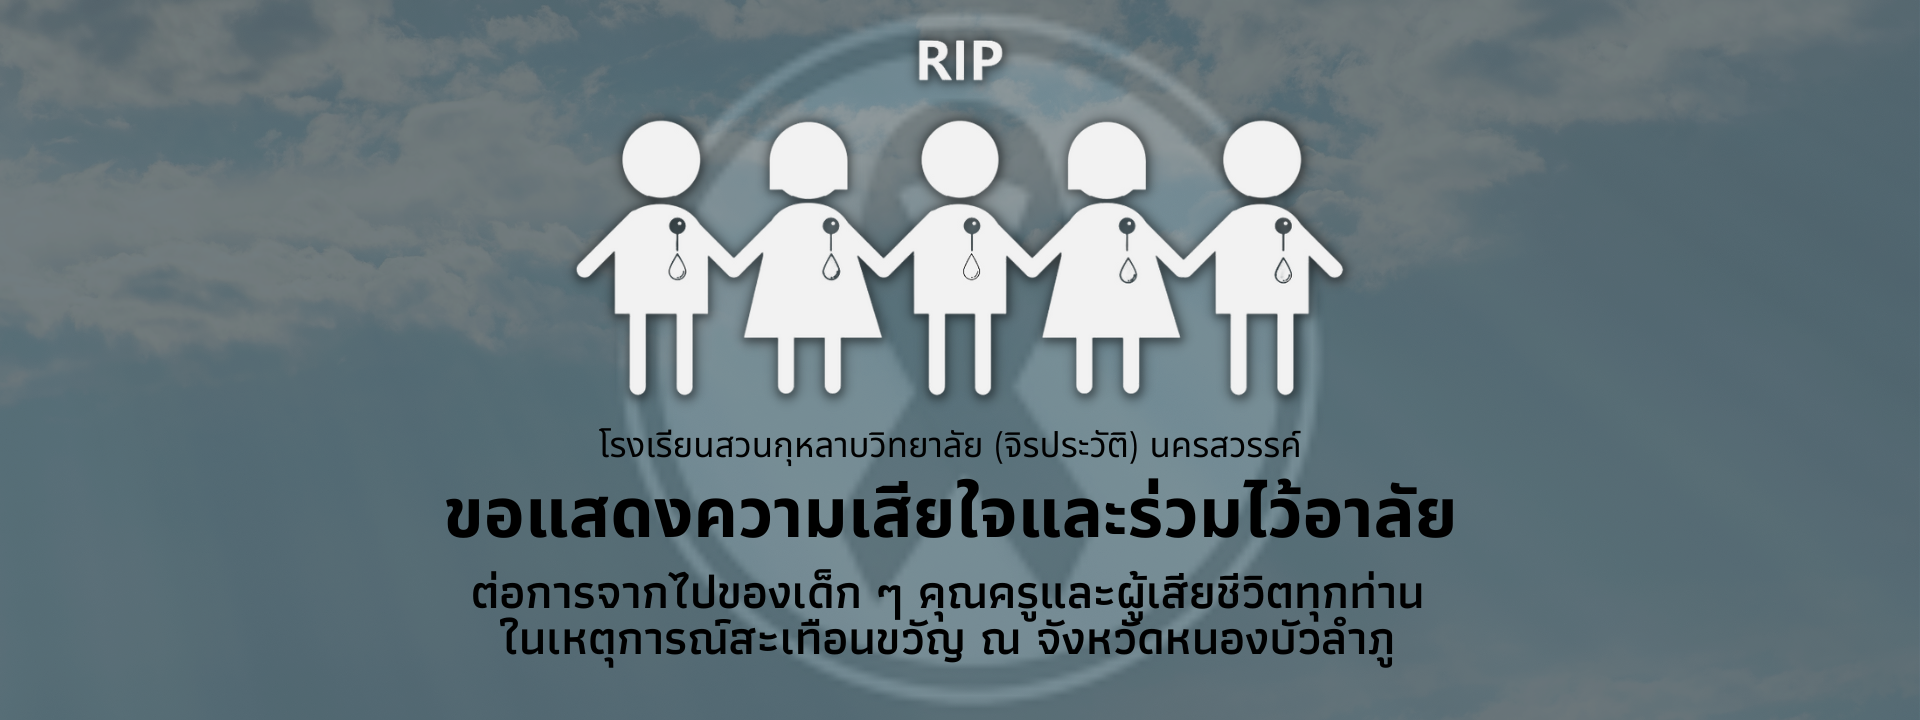 RIP
โรงเรียนสวนกุหลาบวิทยาลัย (จิรประวัติ) นครสวรรค์
ขอแสดงความเสียใจและร่วมไว้อาลัย
ต่อการจากไปของเด็ก ๆ คุณครูและผู้เสียชีวิตทุกท่าน
ในเหตุการณ์สะเทือนขวัญ ณ จังหวัดหนองบัวลำภู